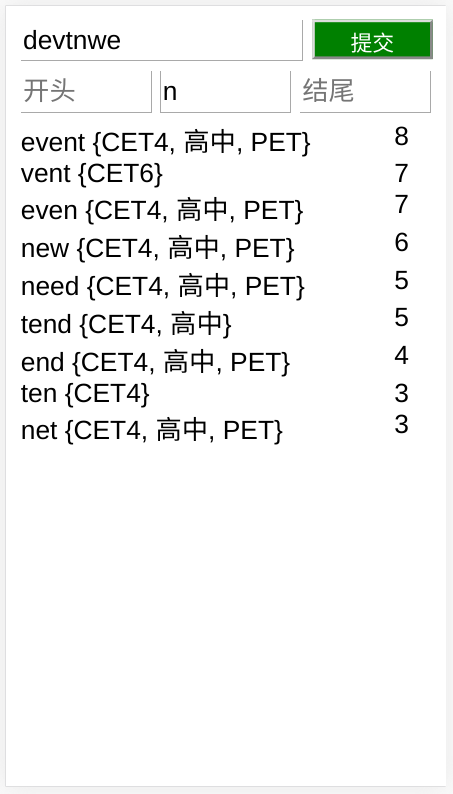 devtnwe 提交
开头 n 结尾
event {CET4, 高中, PET} 8
vent {CET6} 7
even {CET4, 高中, PET} 7
new {CET4, 高中, PET} 6
need {CET4, 高中, PET} 5
tend {CET4, 高中} 5
end {CET4, 高中, PET} 4
ten {CET4} 3
net {CET4, 高中, PET} 3